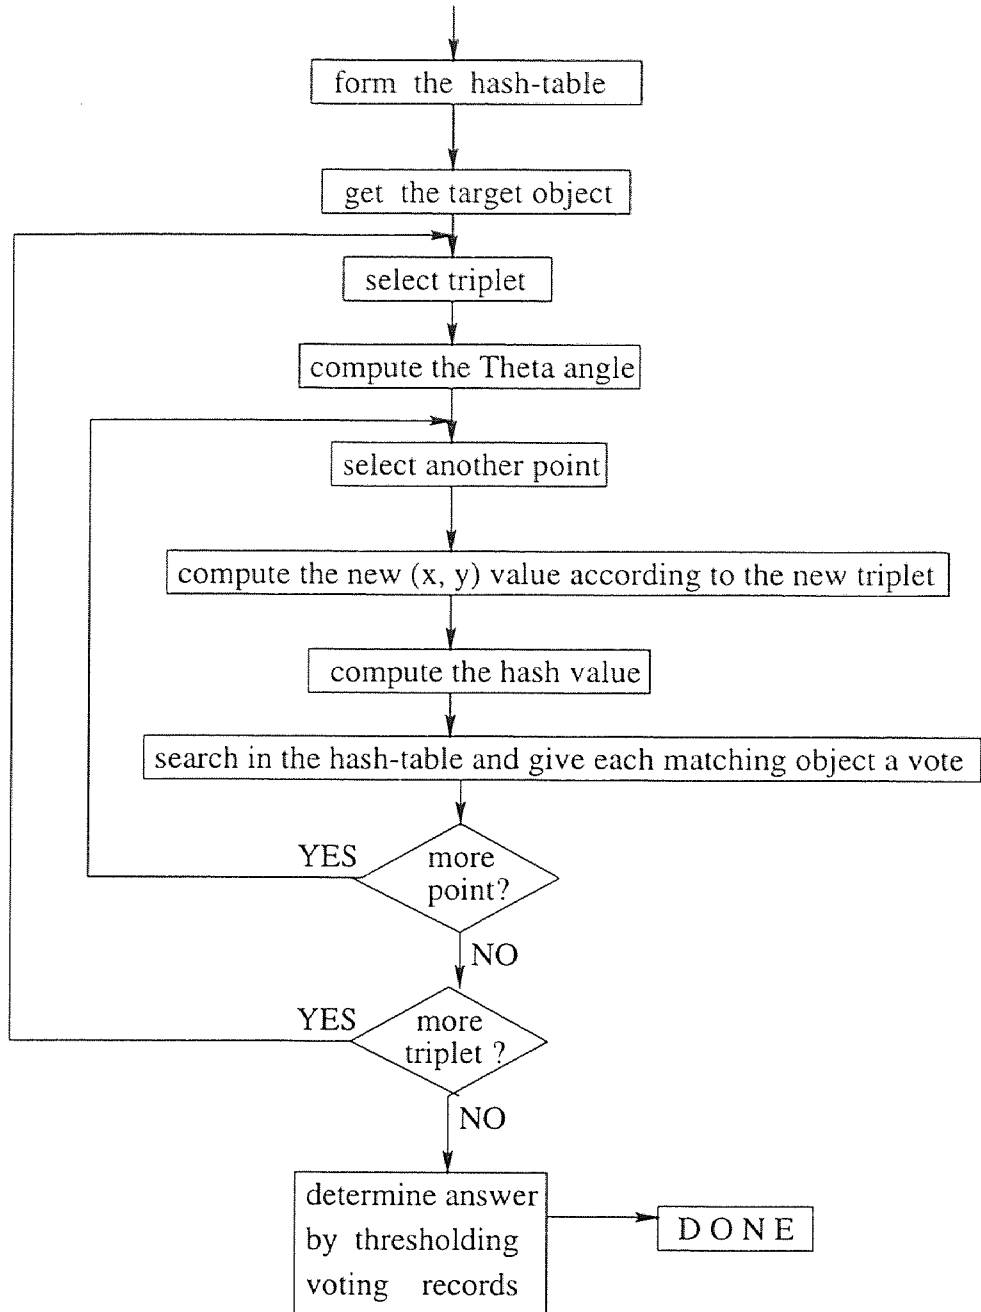 form the hash-table
get the target object
select triplet
compute the Theta angle
select another point
compute the new (x, y) value according to the new triplet
compute the hash value
search in the hash-table and give each matching object a vote
YES
more
point?
NO
YES
more
triplet ?
NO
determine answer
by thresholding
voting records
D O N E